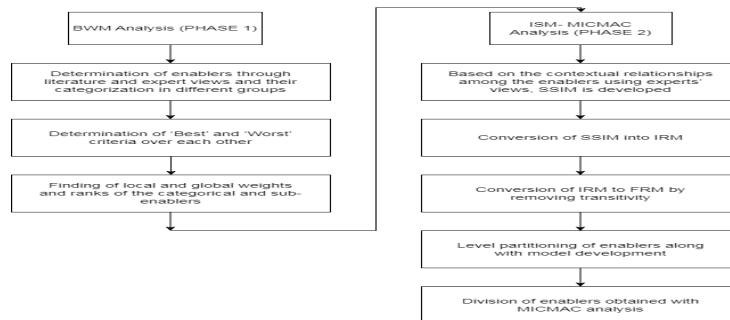 BWM Analysis (PHASE 1)
Determination of enablers through
literature and expert views and their
categorization in different groups
Determination of 'Best' and 'Worst'
criteria over each other
Finding of local and global weights
and ranks of the categorical and sub-
enablers
ISM- MICMAC
Analysis (PHASE 2)
Based on the contextual relationships
among the enablers using experts'
views, SSIM is developed
Conversion of SSIM into IRM
Conversion of IRM to FRM by
removing transitivity
Level partitioning of enablers along
with model development
Division of enablers obtained with
MICMAC analysis